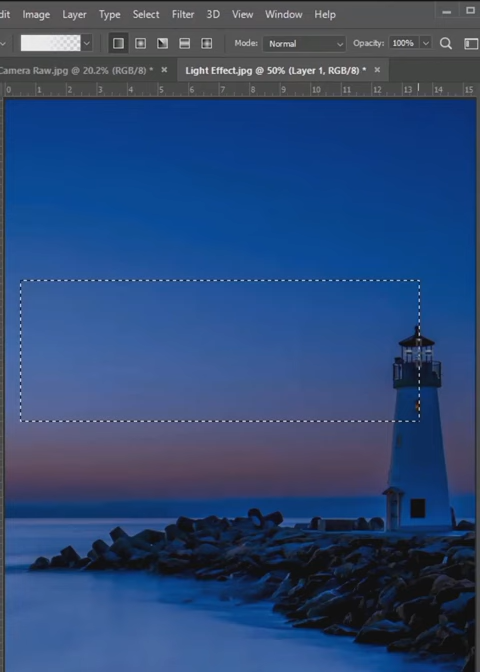 dit Image Layer Type Select Filter 3D View Window Help
Mode: Normal Opacity: 100%
Camera Raw.jpg @ 20.2% (RGB/8) * × Light Effect.jpg @ 50% (Layer 1, RGB/8) * ×
0 1 2 3 4 5 6 7 8 9 10 11 12 13 14 15